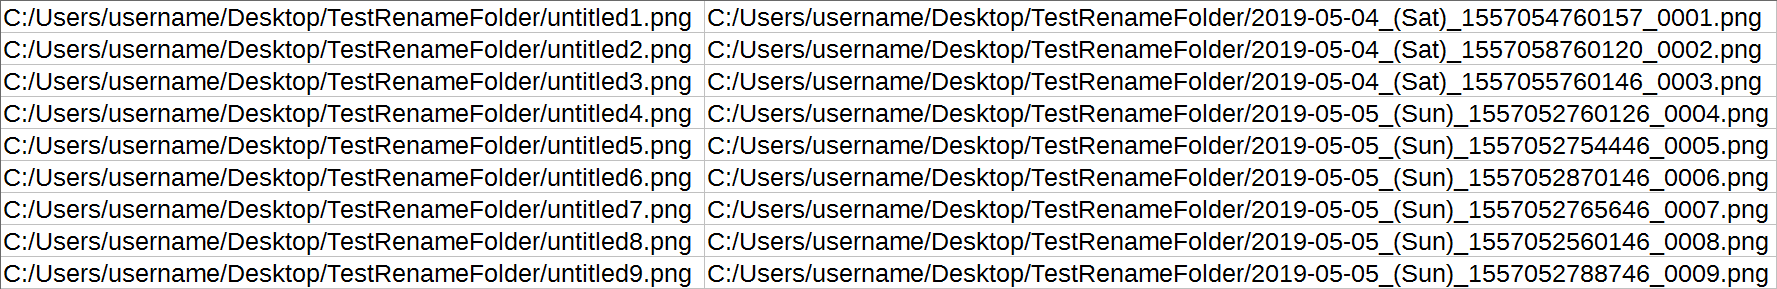 C:/Users/username/Desktop/TestRenameFolder/untitled1.png C:/Users/username/Desktop/TestRenameFolder/2019-05-04_(Sat)_1557054760157_0001.png
C:/Users/username/Desktop/TestRenameFolder/untitled2.png C:/Users/username/Desktop/TestRenameFolder/2019-05-04_(Sat)_1557058760120_0002.png
C:/Users/username/Desktop/TestRenameFolder/untitled3.png C:/Users/username/Desktop/TestRenameFolder/2019-05-04_(Sat)_1557055760146_0003.png
C:/Users/username/Desktop/TestRenameFolder/untitled4.png C:/Users/username/Desktop/TestRenameFolder/2019-05-05_(Sun)_1557052760126_0004.png
C:/Users/username/Desktop/TestRenameFolder/untitled5.png C:/Users/username/Desktop/TestRenameFolder/2019-05-05_(Sun)_1557052754446_0005.png
C:/Users/username/Desktop/TestRenameFolder/untitled6.png C:/Users/username/Desktop/TestRenameFolder/2019-05-05_(Sun)_1557052870146_0006.png
C:/Users/username/Desktop/TestRenameFolder/untitled7.png C:/Users/username/Desktop/TestRenameFolder/2019-05-05_(Sun)_1557052765646_0007.png
C:/Users/username/Desktop/TestRenameFolder/untitled8.png C:/Users/username/Desktop/TestRenameFolder/2019-05-05_(Sun)_1557052560146_0008.png
C:/Users/username/Desktop/TestRenameFolder/untitled9.png C:/Users/username/Desktop/TestRenameFolder/2019-05-05_(Sun)_1557052788746_0009.png